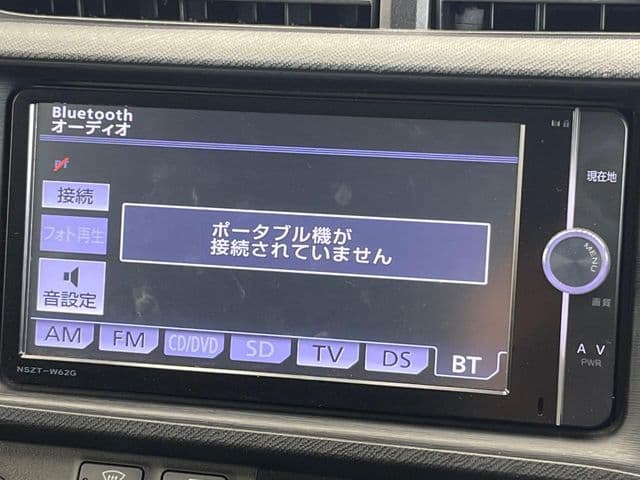 Bluetooth
オーディオ
接続
フォト再生
音設定
ポータブル機が
接続されていません
AM FM CD/DVD SD TV DS BT
NSZT-W62G
現在地
MENU
画質
A V
PWR